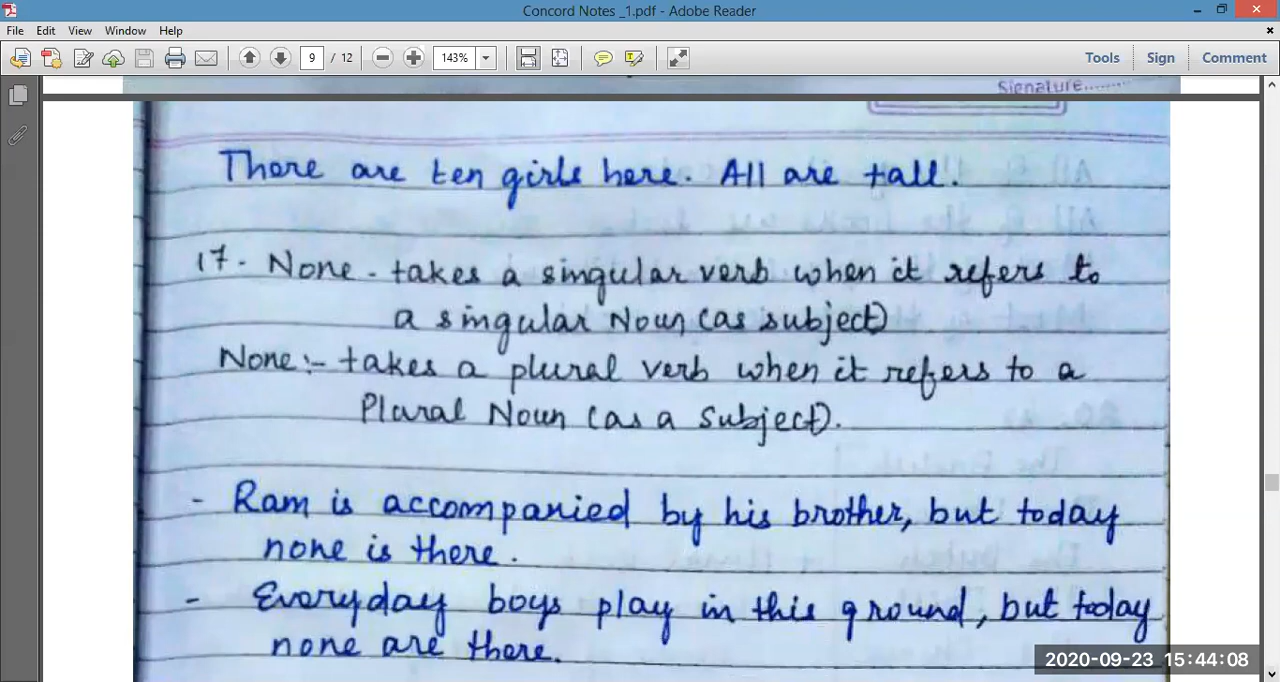 Concord Notes _1.pdf - Adobe Reader
File Edit View Window Help
9 / 12 143% Tools Sign Comment
Signature........
There are ten girls here. All are tall.
17. None - takes a singular verb when it refers to
a singular Noun (as subject)
None :- takes a plural verb when it refers to a
Plural Noun (as a Subject).
- Ram is accompanied by his brother, but today
none is there.
- Everyday boys play in this ground, but today
none are there.
2020-09-23 15:44:08